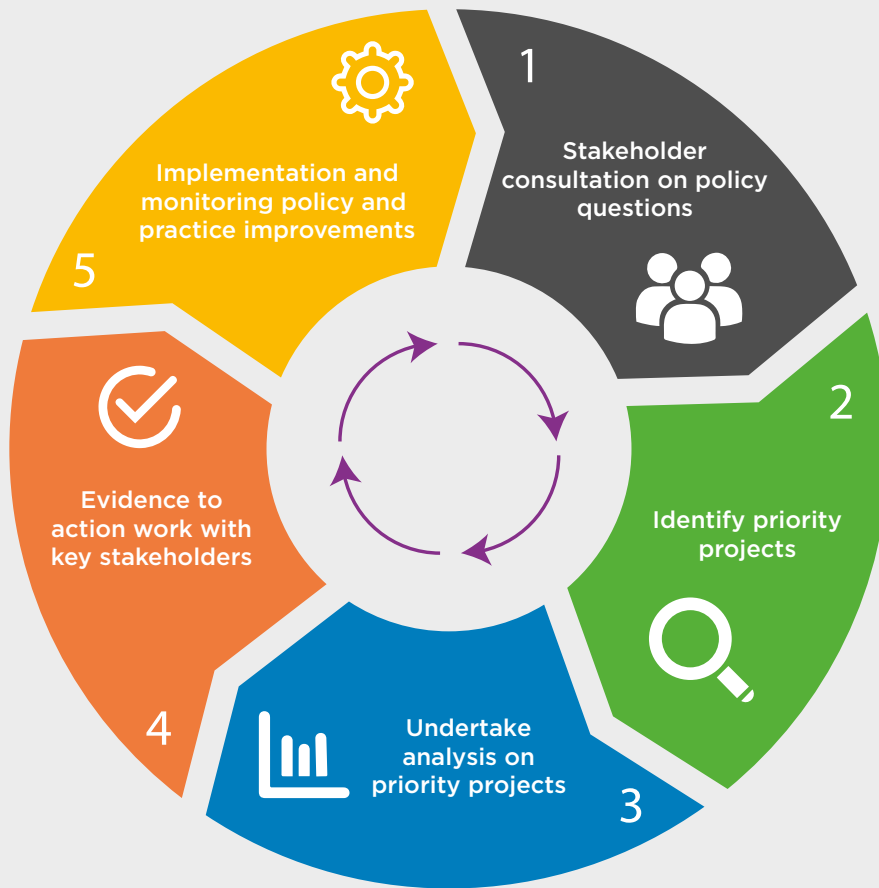 1
Stakeholder
consultation on policy
questions
2
Identify priority
projects
3
Undertake
analysis on
priority projects
4
Evidence to
action work with
key stakeholders
5
Implementation and
monitoring policy and
practice improvements